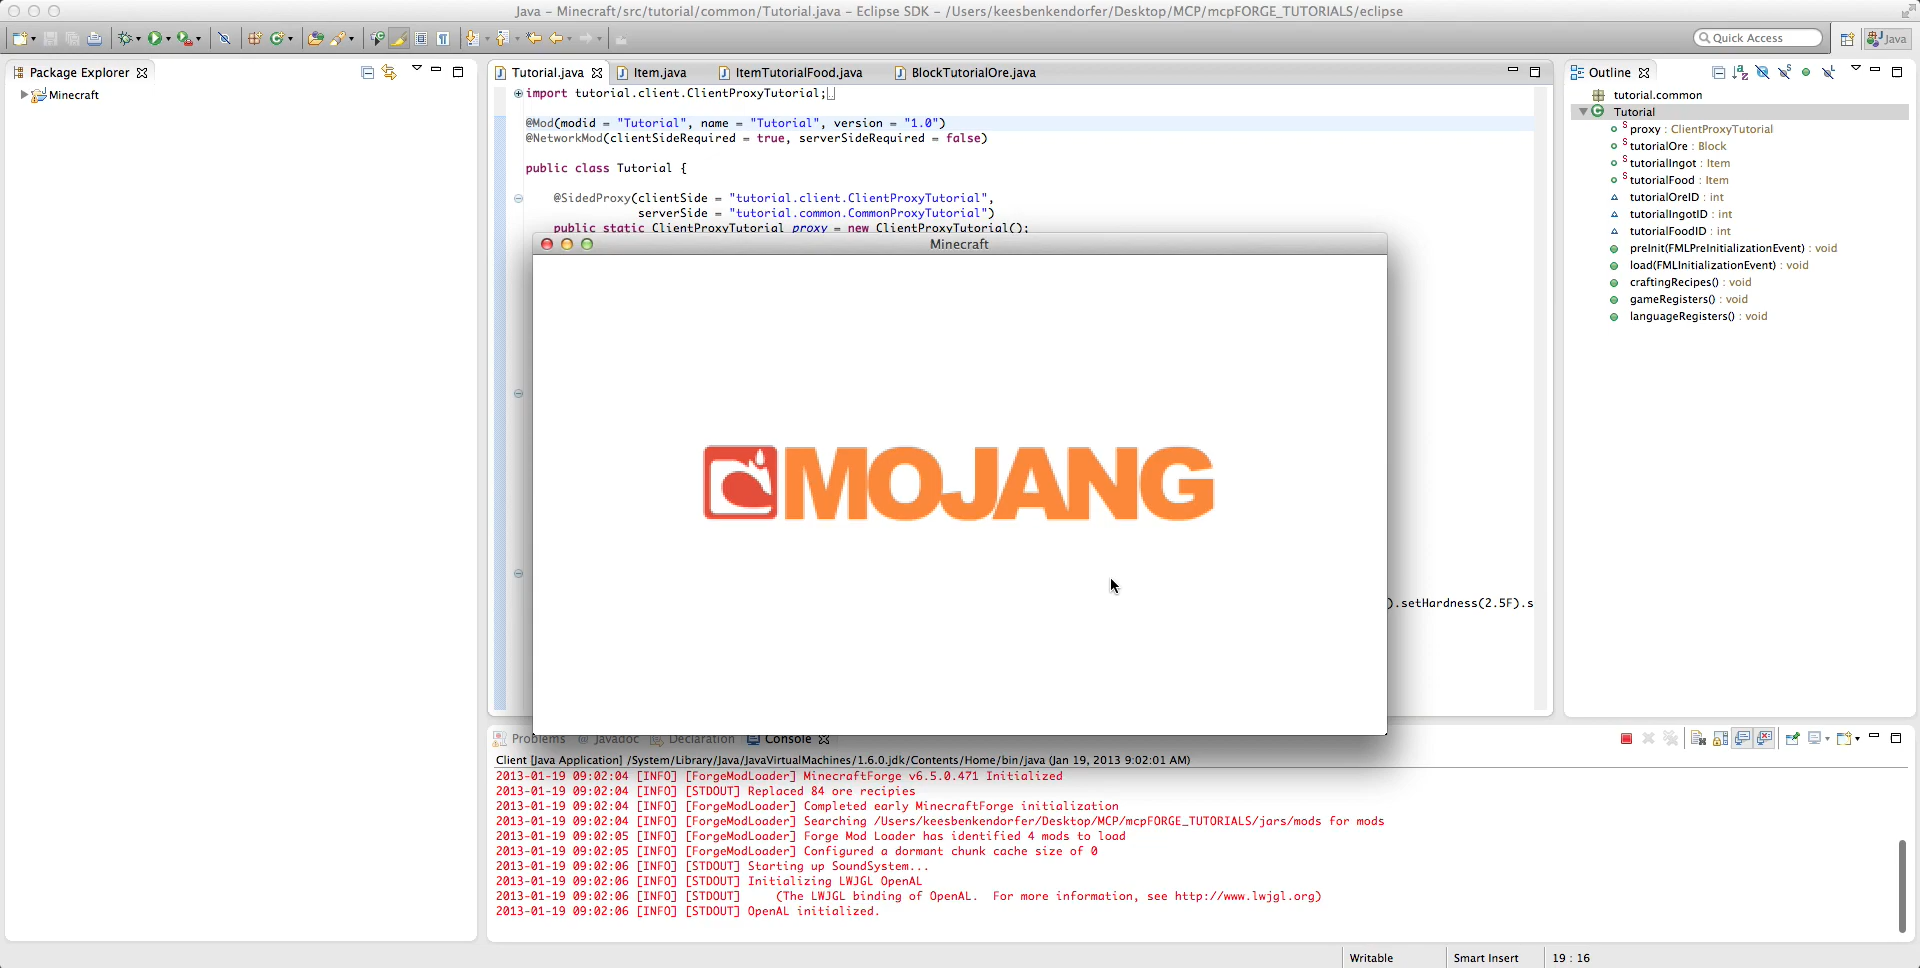 Java – Minecraft/src/tutorial/common/Tutorial.java – Eclipse SDK – /Users/keesbenkendorfer/Desktop/MCP/mcpFORGE_TUTORIALS/eclipse
Quick Access
Java
Package Explorer
Minecraft
Tutorial.java
Item.java
ItemTutorialFood.java
BlockTutorialOre.java
import tutorial.client.ClientProxyTutorial;
@Mod(modid = "Tutorial", name = "Tutorial", version = "1.0")
@NetworkMod(clientSideRequired = true, serverSideRequired = false)
public class Tutorial {
@SidedProxy(clientSide = "tutorial.client.ClientProxyTutorial",
serverSide = "tutorial.common.CommonProxyTutorial")
public static ClientProxyTutorial proxy = new ClientProxyTutorial();
Minecraft
MOJANG
).setHardness(2.5F).s
Outline
tutorial.common
Tutorial
proxy : ClientProxyTutorial
tutorialOre : Block
tutorialIngot : Item
tutorialFood : Item
tutorialOreID : int
tutorialIngotID : int
tutorialFoodID : int
preInit(FMLPreInitializationEvent) : void
load(FMLInitializationEvent) : void
craftingRecipes() : void
gameRegisters() : void
languageRegisters() : void
Problems
@ Javadoc
Declaration
Console
Client [Java Application] /System/Library/Java/JavaVirtualMachines/1.6.0.jdk/Contents/Home/bin/java (Jan 19, 2013 9:02:01 AM)
2013-01-19 09:02:04 [INFO] [ForgeModLoader] MinecraftForge v6.5.0.471 Initialized
2013-01-19 09:02:04 [INFO] [STDOUT] Replaced 84 ore recipies
2013-01-19 09:02:04 [INFO] [ForgeModLoader] Completed early MinecraftForge initialization
2013-01-19 09:02:04 [INFO] [ForgeModLoader] Searching /Users/keesbenkendorfer/Desktop/MCP/mcpFORGE_TUTORIALS/jars/mods for mods
2013-01-19 09:02:05 [INFO] [ForgeModLoader] Forge Mod Loader has identified 4 mods to load
2013-01-19 09:02:05 [INFO] [ForgeModLoader] Configured a dormant chunk cache size of 0
2013-01-19 09:02:06 [INFO] [STDOUT] Starting up SoundSystem...
2013-01-19 09:02:06 [INFO] [STDOUT] Initializing LWJGL OpenAL
2013-01-19 09:02:06 [INFO] [STDOUT] (The LWJGL binding of OpenAL. For more information, see http://www.lwjgl.org)
2013-01-19 09:02:06 [INFO] [STDOUT] OpenAL initialized.
Writable
Smart Insert
19 : 16